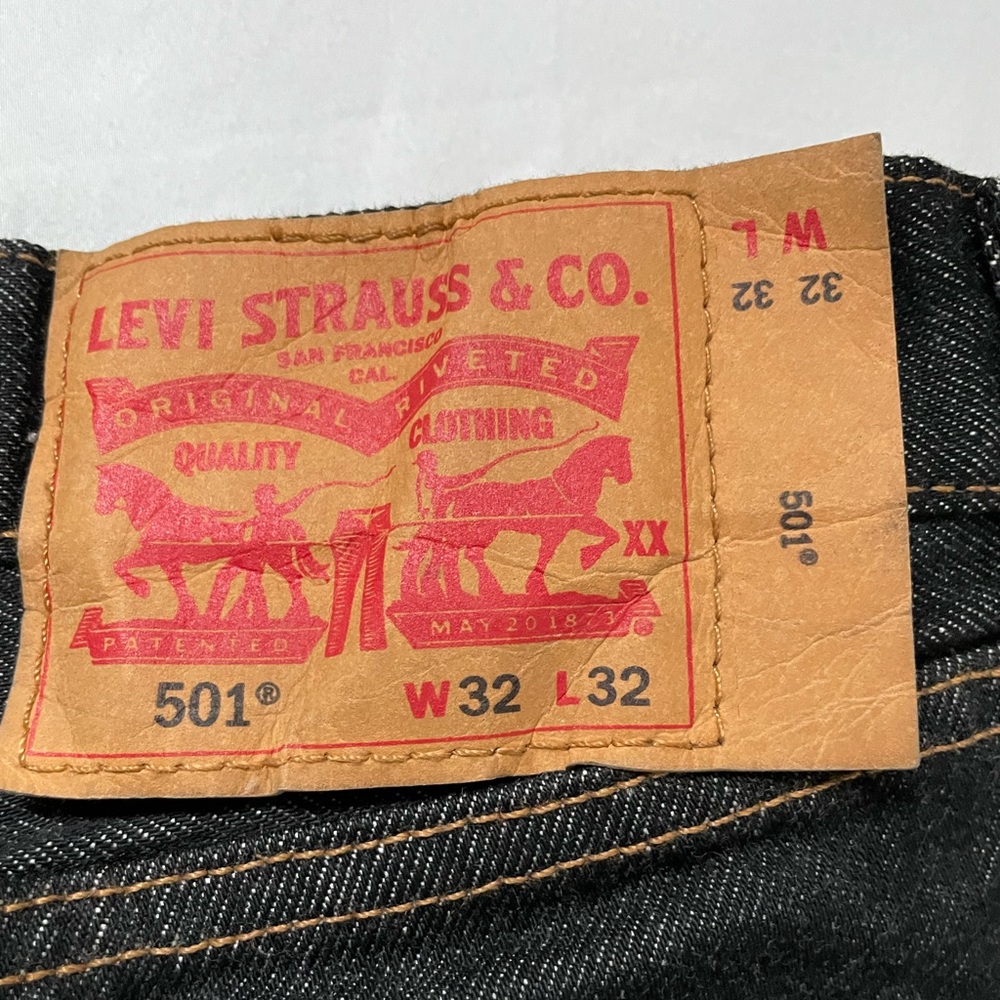 LEVI STRAUSS & CO.
SAN FRANCISCO
CAL.
ORIGINAL RIVETED
QUALITY CLOTHING
XX
PATENTED MAY 20 1873
501® W32 L32
W L
32 32
501®